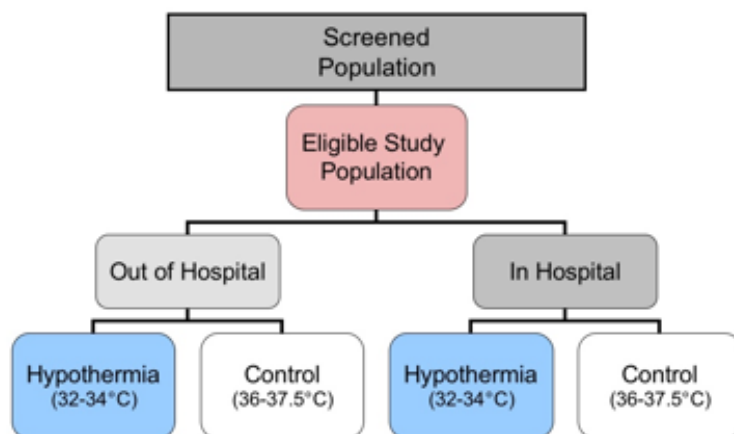 Screened
Population
Eligible Study
Population
Out of Hospital
In Hospital
Hypothermia
(32-34°C)
Control
(36-37.5°C)
Hypothermia
(32-34°C)
Control
(36-37.5°C)